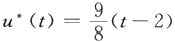 u*(t) = 9/8 (t − 2)